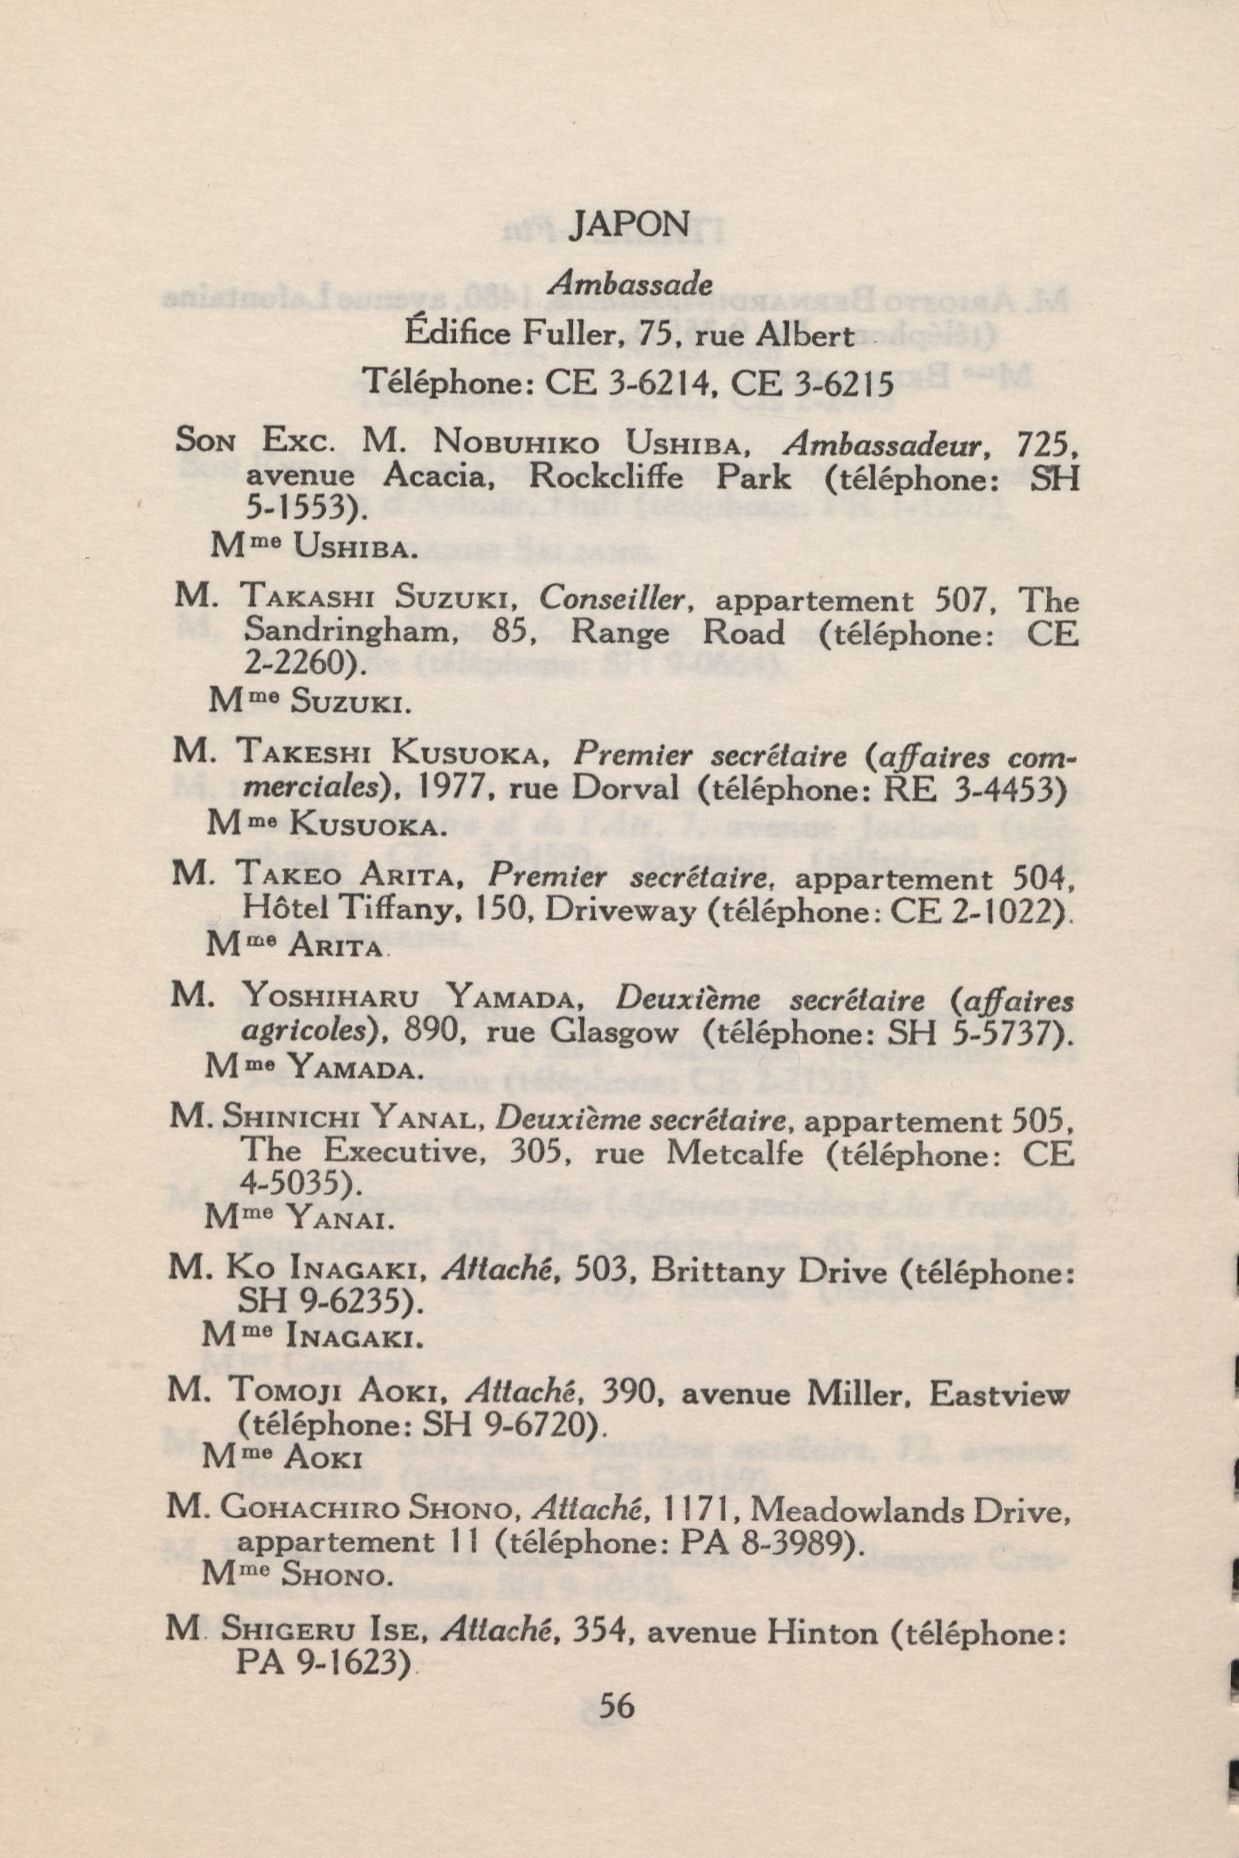 JAPON
Ambassade
Édifice Fuller, 75, rue Albert
Téléphone: CE 3-6214, CE 3-6215
SON EXC. M. NOBUHIKO USHIBA, Ambassadeur, 725,
avenue Acacia, Rockcliffe Park (téléphone: SH
5-1553).
Mme USHIBA.
M. TAKASHI SUZUKI, Conseiller, appartement 507, The
Sandringham, 85, Range Road (téléphone: CE
2-2260).
Mme SUZUKI.
M. TAKESHI KUSUOKA, Premier secrétaire (affaires com-
merciales), 1977, rue Dorval (téléphone: RE 3-4453)
Mme KUSUOKA.
M. TAKEO ARITA, Premier secrétaire, appartement 504,
Hôtel Tiffany, 150, Driveway (téléphone: CE 2-1022).
Mme ARITA.
M. YOSHIHARU YAMADA, Deuxième secrétaire (affaires
agricoles), 890, rue Glasgow (téléphone: SH 5-5737).
Mme YAMADA.
M. SHINICHI YANAL, Deuxième secrétaire, appartement 505,
The Executive, 305, rue Metcalfe (téléphone: CE
4-5035).
Mme YANAI.
M. KO INAGAKI, Attaché, 503, Brittany Drive (téléphone:
SH 9-6235).
Mme INAGAKI.
M. TOMOJI AOKI, Attaché, 390, avenue Miller, Eastview
(téléphone: SH 9-6720).
Mme AOKI
M. GOHACHIRO SHONO, Attaché, 1171, Meadowlands Drive,
appartement 11 (téléphone: PA 8-3989).
Mme SHONO.
M. SHIGERU ISE, Attaché, 354, avenue Hinton (téléphone:
PA 9-1623).
56